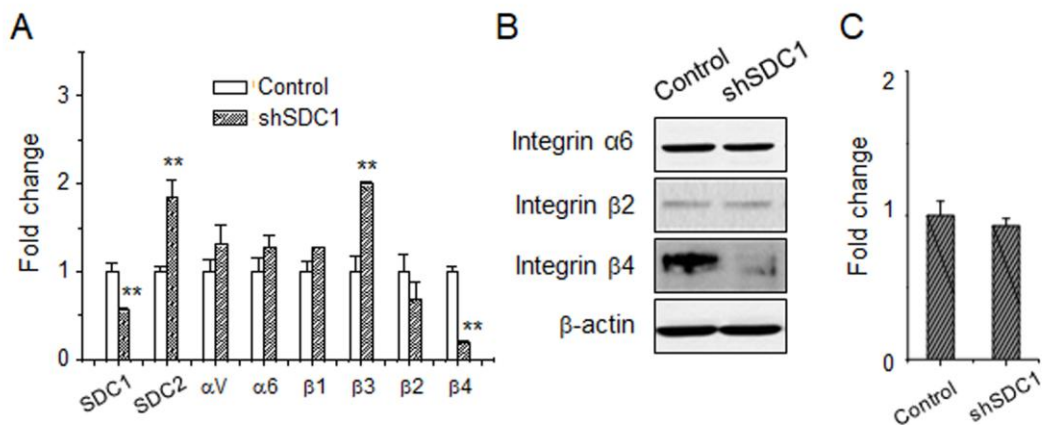 A
Fold change
3
2
1
0
Control
shSDC1
**
**
**
**
SDC1
SDC2
αV
α6
β1
β3
β2
β4
B
Control
shSDC1
Integrin α6
Integrin β2
Integrin β4
β-actin
C
Fold change
2
1
0
Control
shSDC1